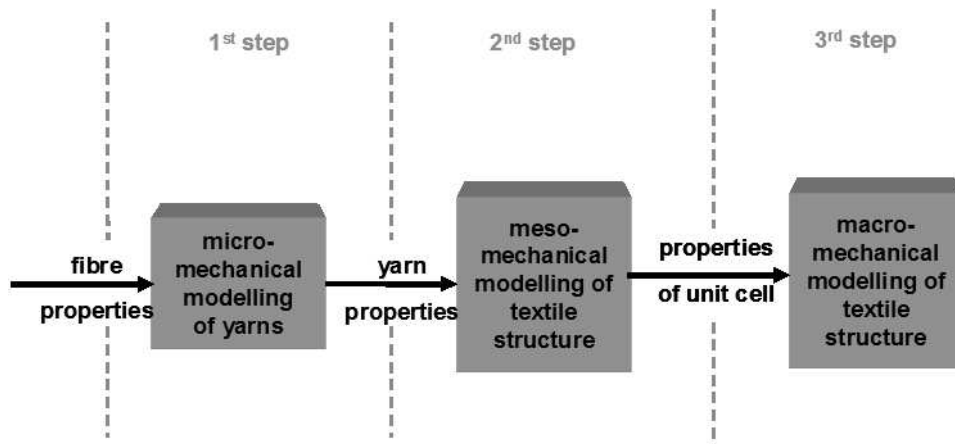 1st step
2nd step
3rd step
fibre
properties
micro-
mechanical
modelling
of yarns
yarn
properties
meso-
mechanical
modelling of
textile
structure
properties
of unit cell
macro-
mechanical
modelling of
textile
structure